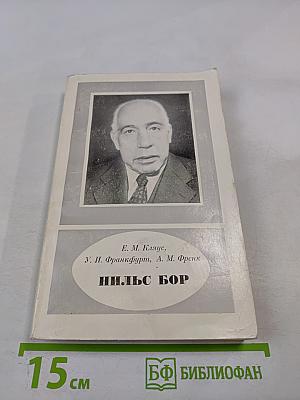 Е. М. Кляус,
У. И. Франкфурт, А. М. Френк
НИЛЬС БОР
15 см
БФ БИБЛИОФАН